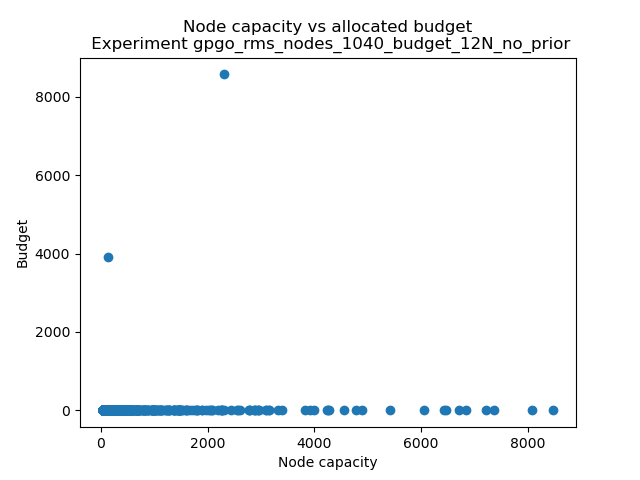 Node capacity vs allocated budget
Experiment gpgo_rms_nodes_1040_budget_12N_no_prior
8000
6000
4000
2000
0
Budget
0 2000 4000 6000 8000
Node capacity